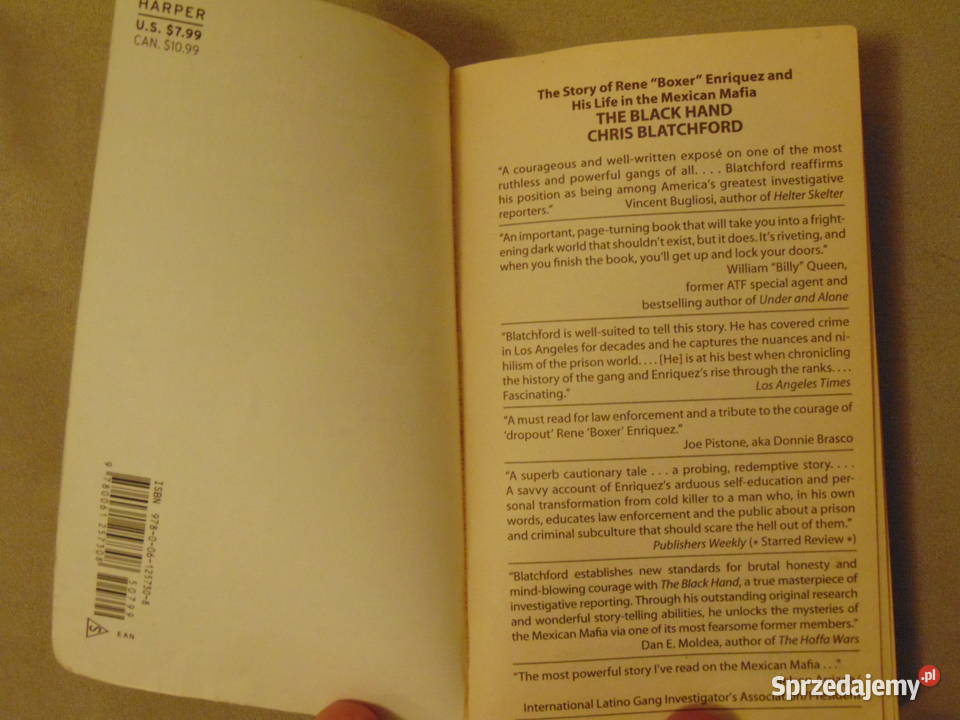 HARPER
U.S. $7.99
CAN. $10.99
ISBN 978-0-06-125730-8
9 780061 257308
50799
S
EAN
The Story of Rene "Boxer" Enriquez and
His Life in the Mexican Mafia
THE BLACK HAND
CHRIS BLATCHFORD
"A courageous and well-written exposé on one of the most
ruthless and powerful gangs of all. . . . Blatchford reaffirms
his position as being among America's greatest investigative
reporters." Vincent Bugliosi, author of Helter Skelter
"An important, page-turning book that will take you into a fright-
ening dark world that shouldn't exist, but it does. It's riveting, and
when you finish the book, you'll get up and lock your doors."
William "Billy" Queen,
former ATF special agent and
bestselling author of Under and Alone
"Blatchford is well-suited to tell this story. He has covered crime
in Los Angeles for decades and he captures the nuances and ni-
hilism of the prison world. . . . [He] is at his best when chronicling
the history of the gang and Enriquez's rise through the ranks. . . .
Fascinating." Los Angeles Times
"A must read for law enforcement and a tribute to the courage of
'dropout' Rene 'Boxer' Enriquez."
Joe Pistone, aka Donnie Brasco
"A superb cautionary tale . . . a probing, redemptive story. . . .
A savvy account of Enriquez's arduous self-education and per-
sonal transformation from cold killer to a man who, in his own
words, educates law enforcement and the public about a prison
and criminal subculture that should scare the hell out of them."
Publishers Weekly (* Starred Review *)
"Blatchford establishes new standards for brutal honesty and
mind-blowing courage with The Black Hand, a true masterpiece of
investigative reporting. Through his outstanding original research
and wonderful story-telling abilities, he unlocks the mysteries of
the Mexican Mafia via one of its most fearsome former members."
Dan E. Moldea, author of The Hoffa Wars
"The most powerful story I've read on the Mexican Mafia . . ."
International Latino Gang Investigator's Association/President
Sprzedajemy.pl